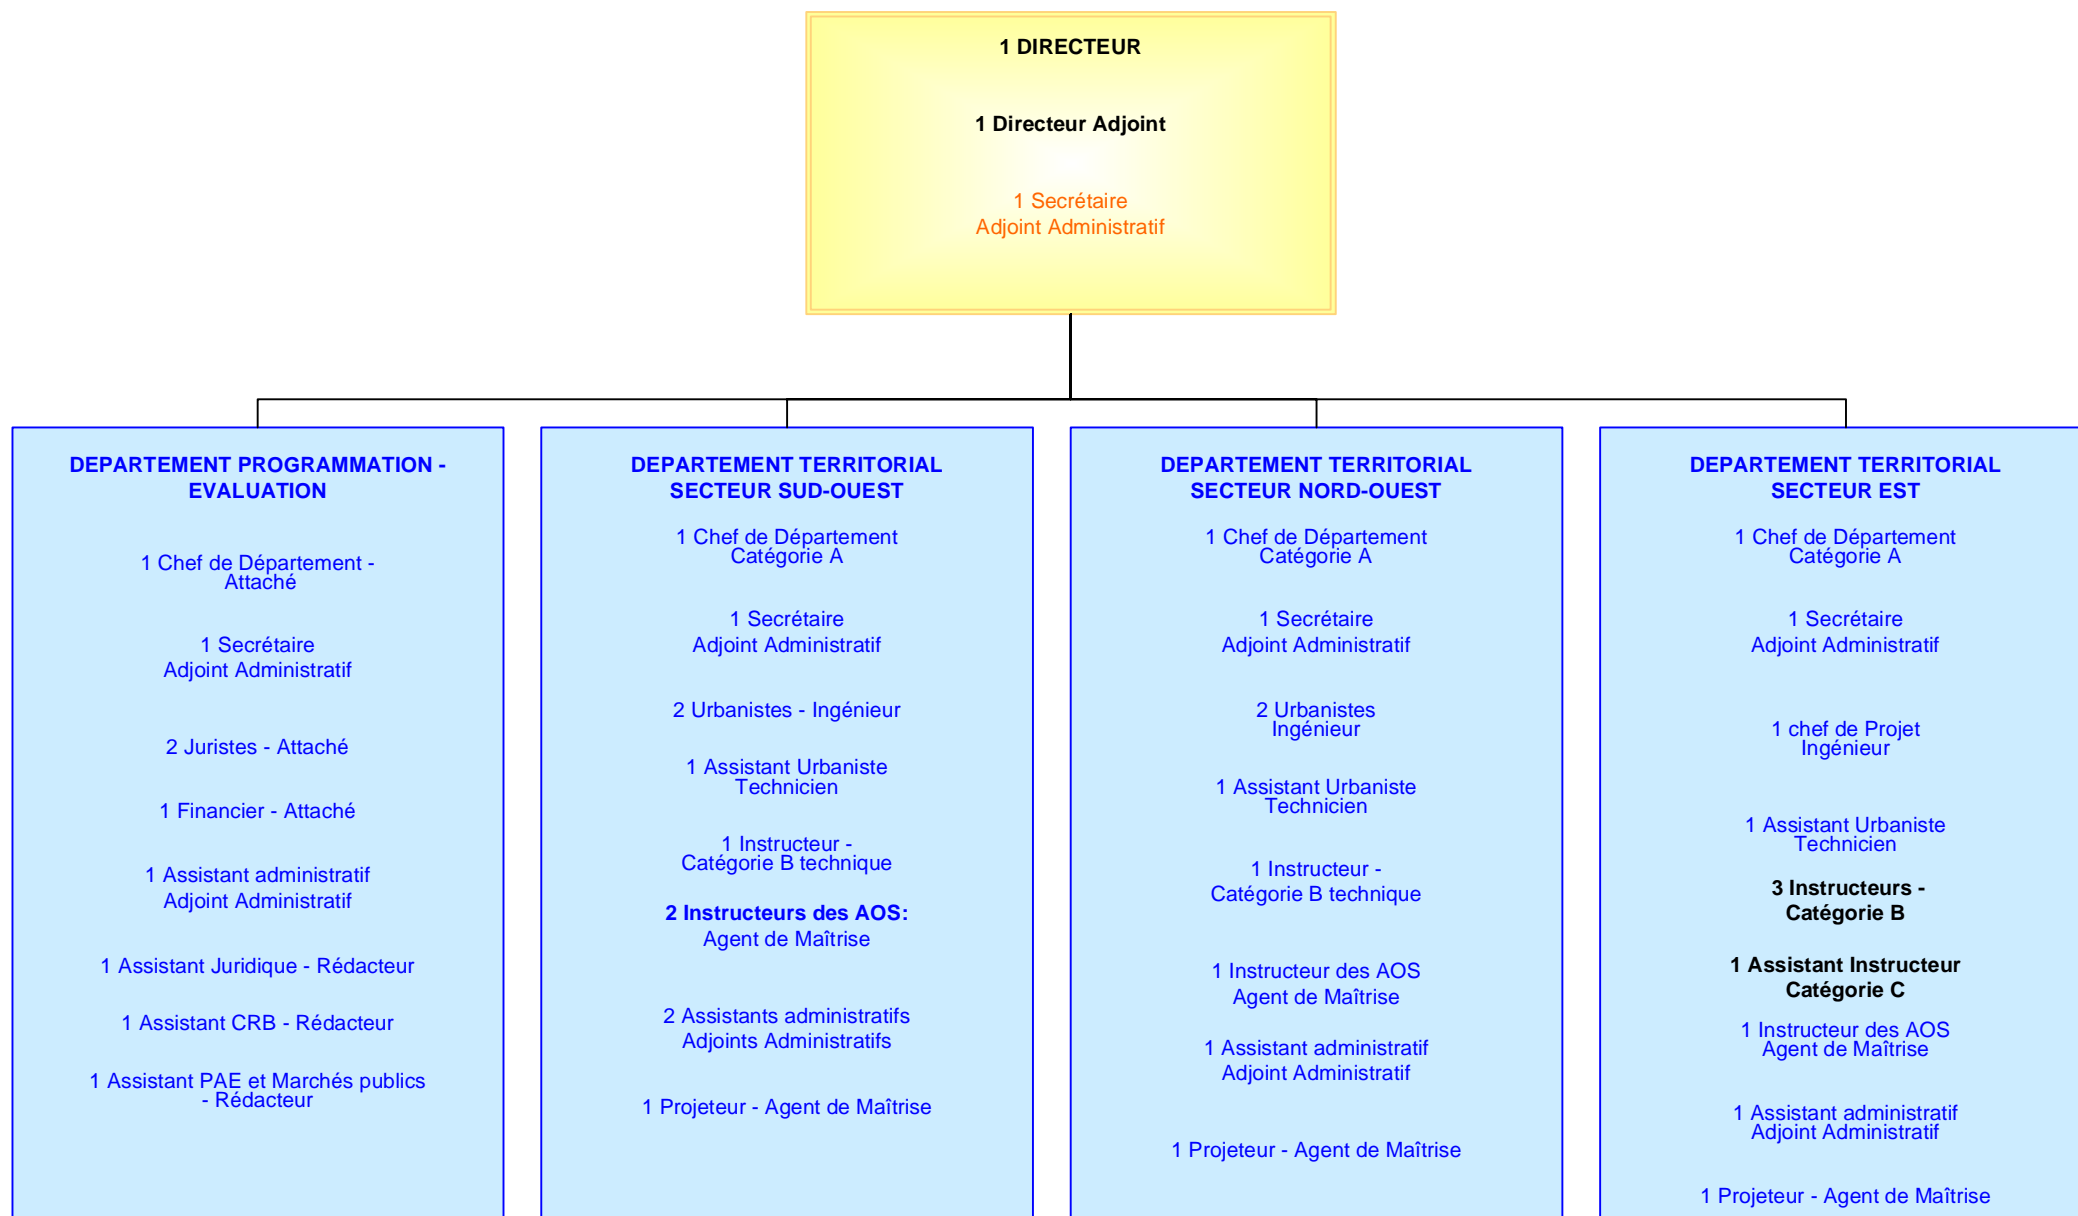 1 DIRECTEUR
1 Directeur Adjoint
1 Secrétaire
Adjoint Administratif
DEPARTEMENT PROGRAMMATION -
EVALUATION
1 Chef de Département -
Attaché
1 Secrétaire
Adjoint Administratif
2 Juristes - Attaché
1 Financier - Attaché
1 Assistant administratif
Adjoint Administratif
1 Assistant Juridique - Rédacteur
1 Assistant CRB - Rédacteur
1 Assistant PAE et Marchés publics
- Rédacteur
DEPARTEMENT TERRITORIAL
SECTEUR SUD-OUEST
1 Chef de Département
Catégorie A
1 Secrétaire
Adjoint Administratif
2 Urbanistes - Ingénieur
1 Assistant Urbaniste
Technicien
1 Instructeur -
Catégorie B technique
2 Instructeurs des AOS:
Agent de Maîtrise
2 Assistants administratifs
Adjoints Administratifs
1 Projeteur - Agent de Maîtrise
DEPARTEMENT TERRITORIAL
SECTEUR NORD-OUEST
1 Chef de Département
Catégorie A
1 Secrétaire
Adjoint Administratif
2 Urbanistes
Ingénieur
1 Assistant Urbaniste
Technicien
1 Instructeur -
Catégorie B technique
1 Instructeur des AOS
Agent de Maîtrise
1 Assistant administratif
Adjoint Administratif
1 Projeteur - Agent de Maîtrise
DEPARTEMENT TERRITORIAL
SECTEUR EST
1 Chef de Département
Catégorie A
1 Secrétaire
Adjoint Administratif
1 chef de Projet
Ingénieur
1 Assistant Urbaniste
Technicien
3 Instructeurs -
Catégorie B
1 Assistant Instructeur
Catégorie C
1 Instructeur des AOS
Agent de Maîtrise
1 Assistant administratif
Adjoint Administratif
1 Projeteur - Agent de Maîtrise